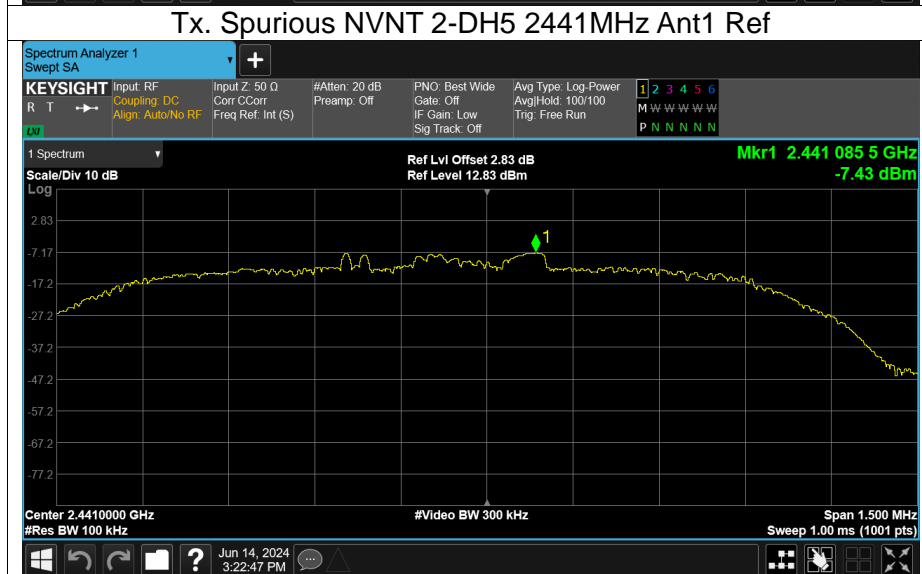 Tx. Spurious NVNT 2-DH5 2441MHz Ant1 Ref
Spectrum Analyzer 1
Swept SA
KEYSIGHT
R T
LXI
Input: RF
Coupling: DC
Align: Auto/No RF
Input Z: 50 Ω
Corr CCorr
Freq Ref: Int (S)
#Atten: 20 dB
Preamp: Off
PNO: Best Wide
Gate: Off
IF Gain: Low
Sig Track: Off
Avg Type: Log-Power
Avg|Hold: 100/100
Trig: Free Run
1 2 3 4 5 6
M W W W W W
P N N N N N
1 Spectrum
Scale/Div 10 dB
Log
Ref Lvl Offset 2.83 dB
Ref Level 12.83 dBm
Mkr1 2.441 085 5 GHz
-7.43 dBm
1
2.83
-7.17
-17.2
-27.2
-37.2
-47.2
-57.2
-67.2
-77.2
Center 2.4410000 GHz
#Res BW 100 kHz
#Video BW 300 kHz
Span 1.500 MHz
Sweep 1.00 ms (1001 pts)
?
Jun 14, 2024
3:22:47 PM